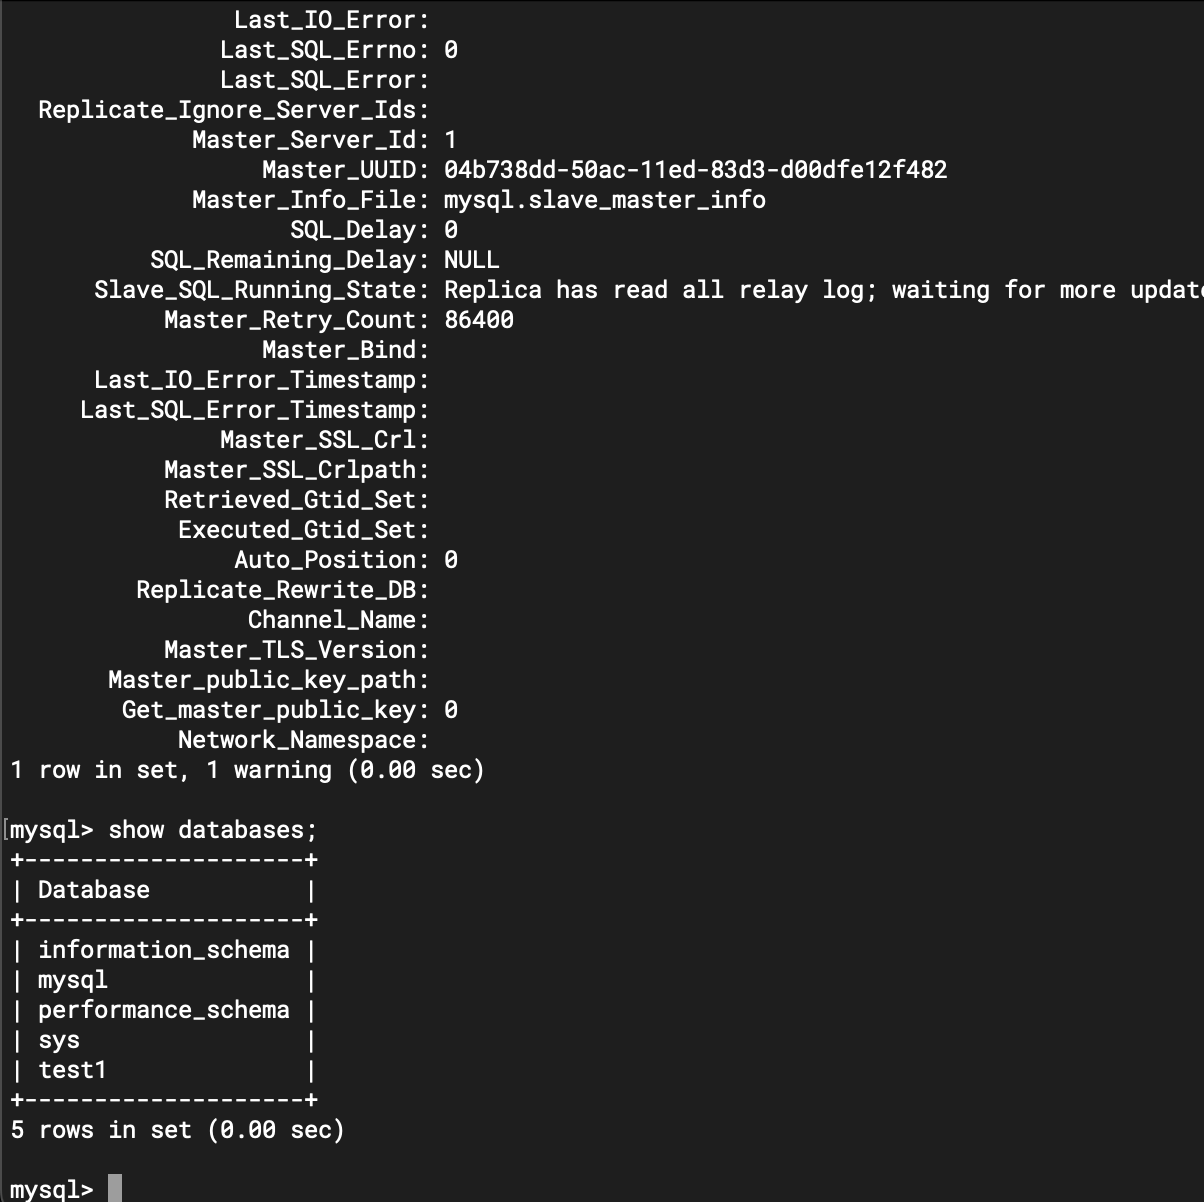 Last_IO_Error:
Last_SQL_Errno: 0
Last_SQL_Error:
Replicate_Ignore_Server_Ids:
Master_Server_Id: 1
Master_UUID: 04b738dd-50ac-11ed-83d3-d00dfe12f482
Master_Info_File: mysql.slave_master_info
SQL_Delay: 0
SQL_Remaining_Delay: NULL
Slave_SQL_Running_State: Replica has read all relay log; waiting for more update
Master_Retry_Count: 86400
Master_Bind:
Last_IO_Error_Timestamp:
Last_SQL_Error_Timestamp:
Master_SSL_Crl:
Master_SSL_Crlpath:
Retrieved_Gtid_Set:
Executed_Gtid_Set:
Auto_Position: 0
Replicate_Rewrite_DB:
Channel_Name:
Master_TLS_Version:
Master_public_key_path:
Get_master_public_key: 0
Network_Namespace:
1 row in set, 1 warning (0.00 sec)
[mysql> show databases;
+--------------------+
| Database           |
+--------------------+
| information_schema |
| mysql              |
| performance_schema |
| sys                |
| test1              |
+--------------------+
5 rows in set (0.00 sec)
mysql>